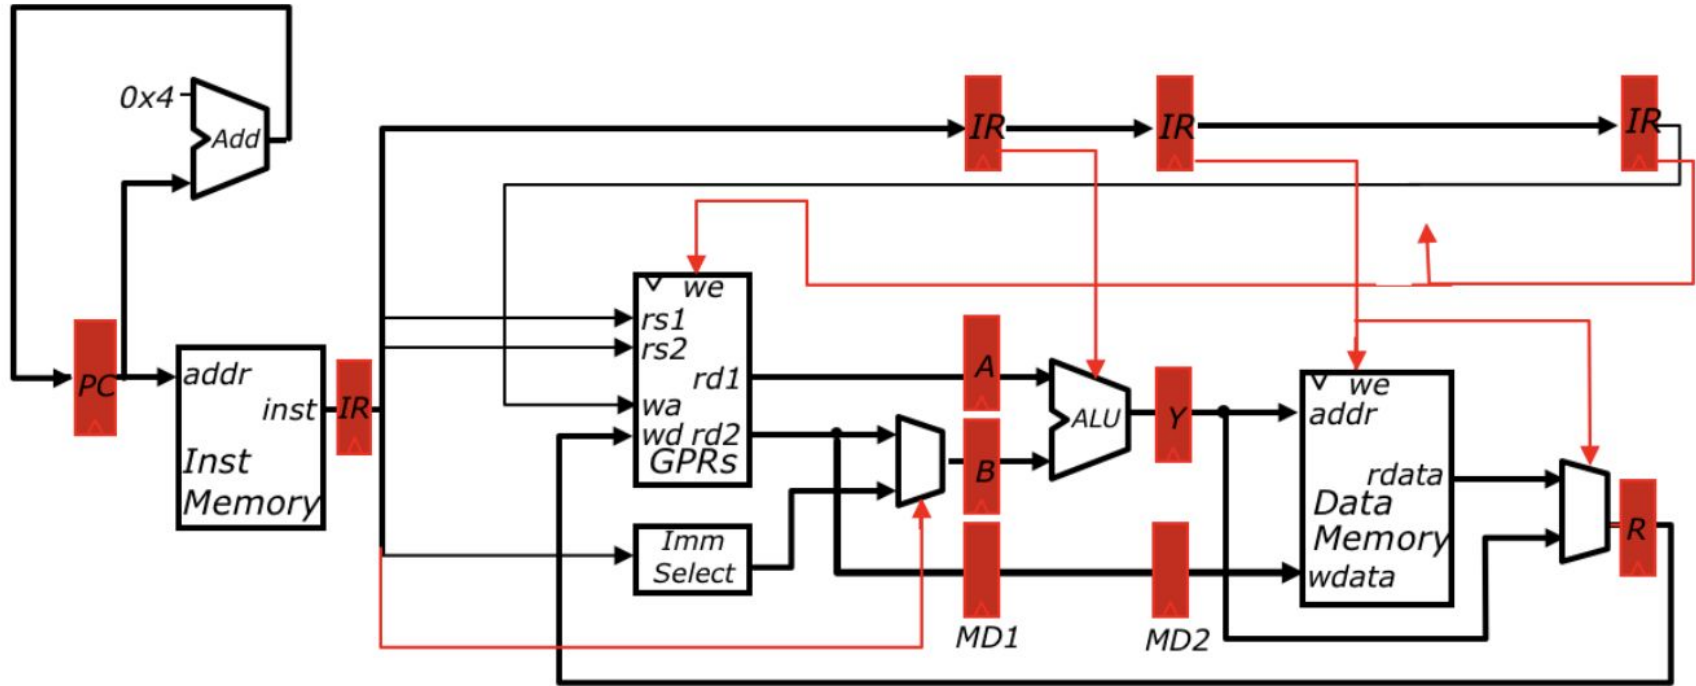 0x4
Add
IR
IR
IR
we
rs1
rs2
rd1
wa
wd rd2
GPRs
PC
addr
inst
IR
Inst
Memory
Imm
Select
A
B
ALU
Y
we
addr
rdata
Data
Memory
wdata
R
MD1
MD2